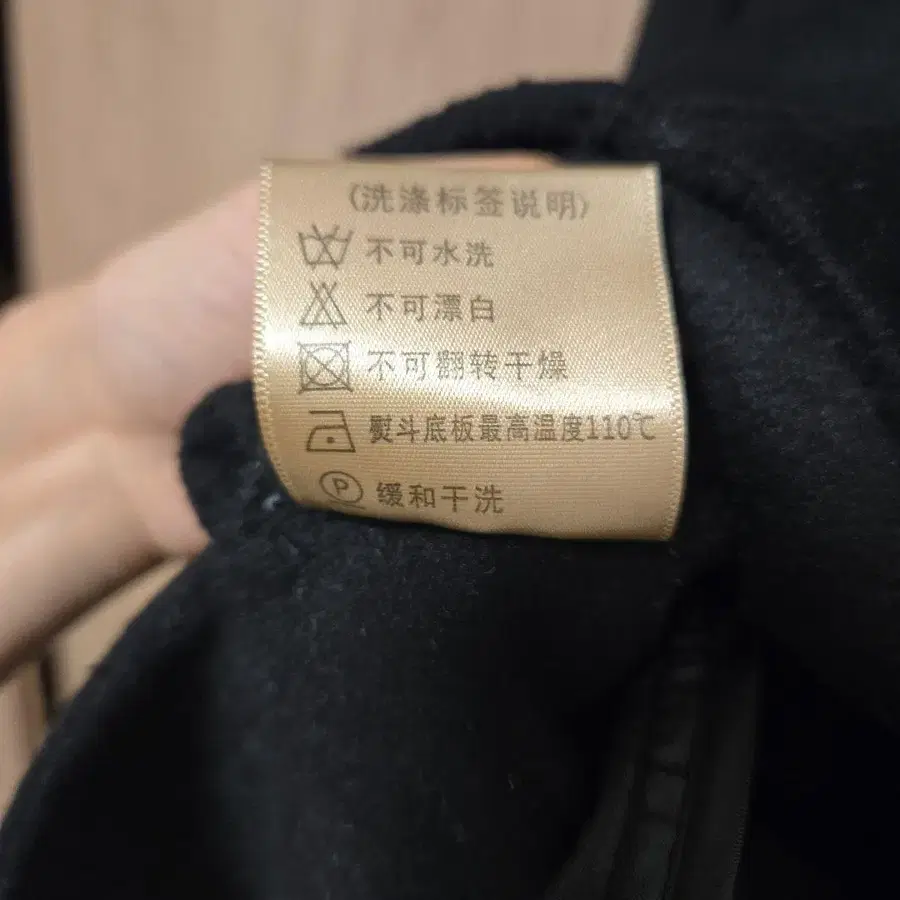 (洗涤标签说明)
不可水洗
不可漂白
不可翻转干燥
熨斗底板最高温度110℃
P 缓和干洗